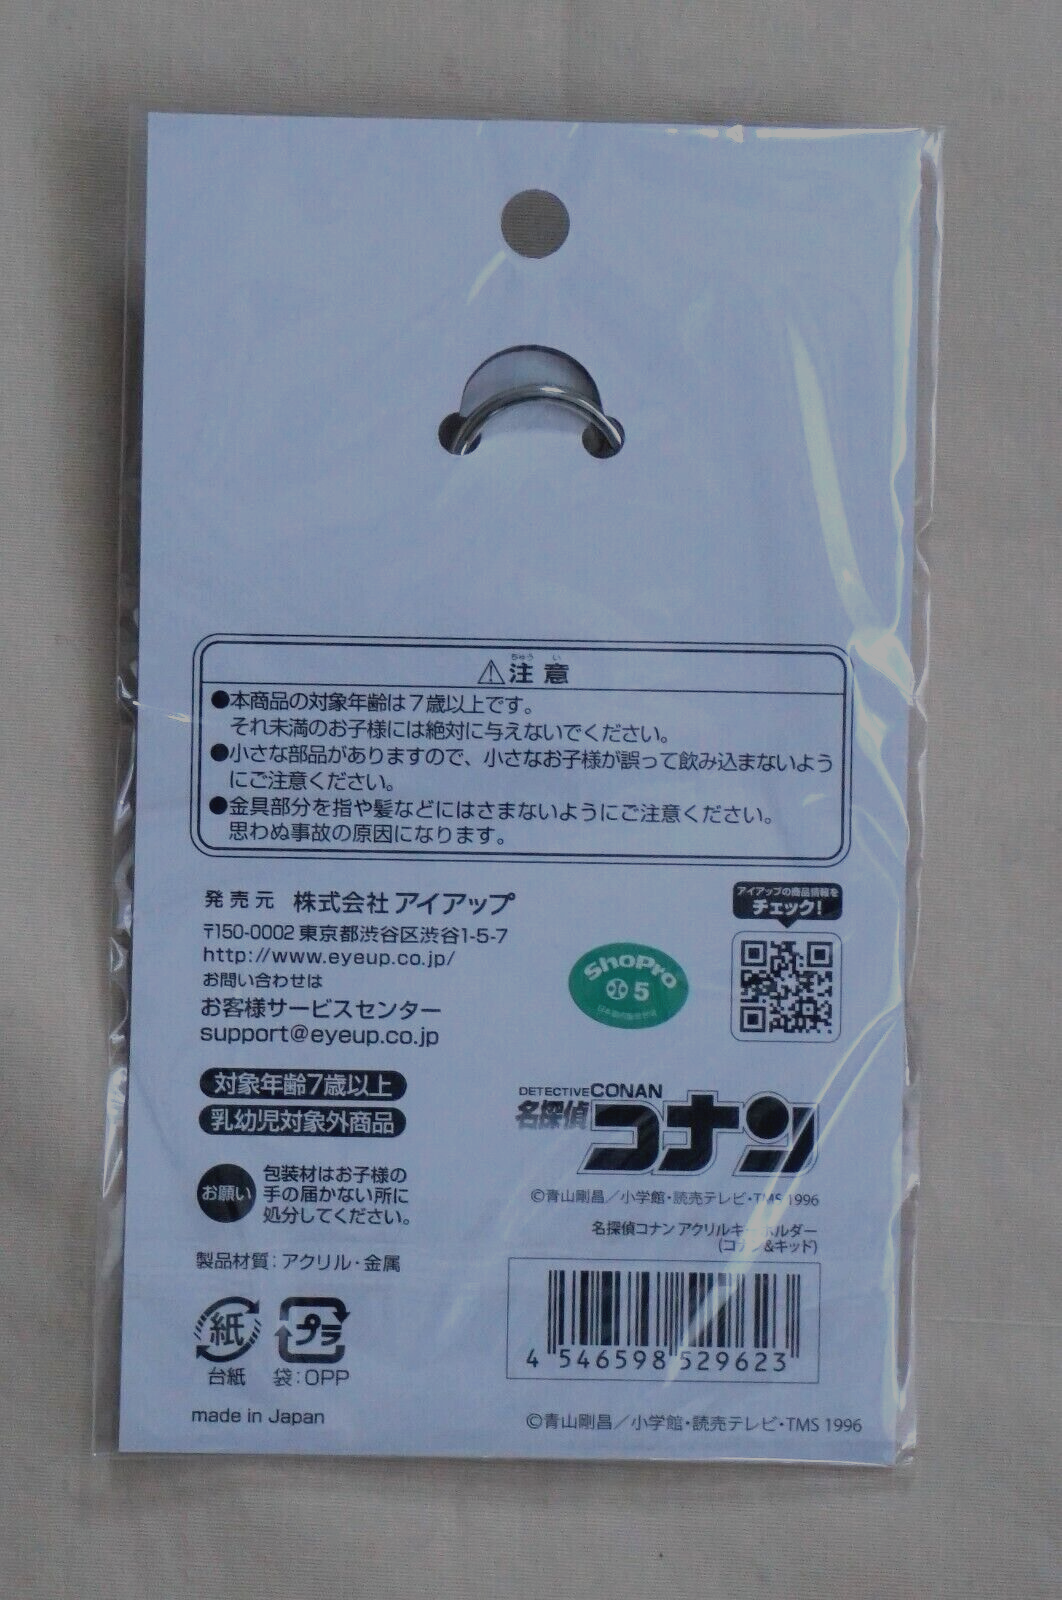 ちゅう い
⚠注意
●本商品の対象年齢は7歳以上です。
それ未満のお子様には絶対に与えないでください。
●小さな部品がありますので、小さなお子様が誤って飲み込まないよう
にご注意ください。
●金具部分を指や髪などにはさまないようにご注意ください。
思わぬ事故の原因になります。
発売元 株式会社アイアップ
〒150-0002 東京都渋谷区渋谷1-5-7
http://www.eyeup.co.jp/
お問い合わせは
お客様サービスセンター
support@eyeup.co.jp
アイアップの商品情報を
チェック!
ShoPro
5
対象年齢7歳以上
乳幼児対象外商品
お願い
包装材はお子様の
手の届かない所に
処分してください。
製品材質：アクリル・金属
紙
台紙
プラ
袋：OPP
made in Japan
DETECTIVE CONAN
名探偵コナン
©青山剛昌／小学館・読売テレビ・TMS 1996
名探偵コナン アクリルキーホルダー
(コナン&キッド)
4 546598 529623
©青山剛昌／小学館・読売テレビ・TMS 1996